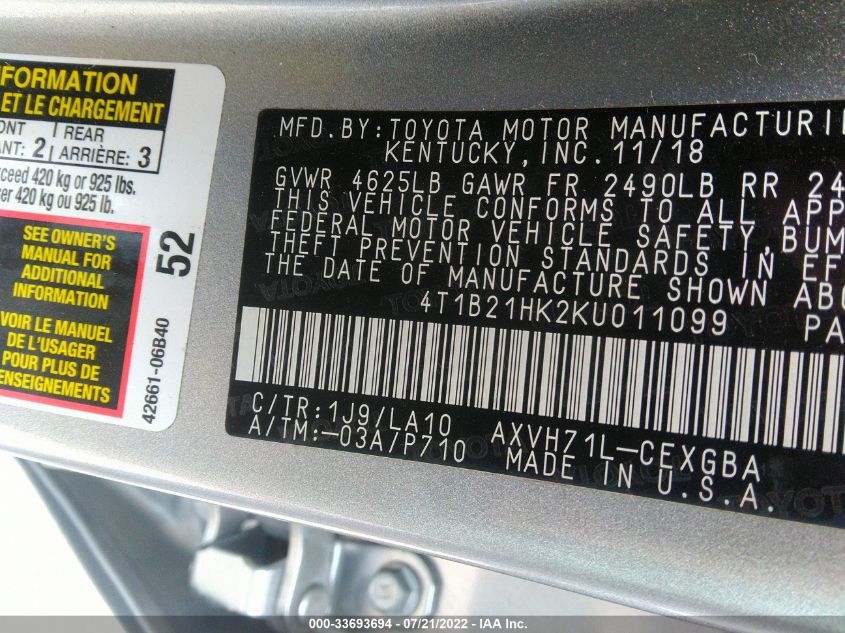 FORMATION
ET LE CHARGEMENT
ONT
ANT: 2
REAR
ARRIÈRE: 3
xceed 420 kg or 925 lbs.
ser 420 kg ou 925 lb.
SEE OWNER'S
MANUAL FOR
ADDITIONAL
INFORMATION
VOIR LE MANUEL
DE L'USAGER
POUR PLUS DE
ENSEIGNEMENTS
52
42661-06B40
MFD. BY: TOYOTA MOTOR MANUFACTURI
KENTUCKY, INC. 11/18
GVWR 4625LB GAWR FR 2490LB RR 24
THIS VEHICLE CONFORMS TO ALL APP
FEDERAL MOTOR VEHICLE SAFETY, BUM
THEFT PREVENTION STANDARDS IN EF
THE DATE OF MANUFACTURE SHOWN ABO
4T1B21HK2KU011099 PA
C/TR: 1J9/LA10 AXVH71L-CEXGBA
A/TM: -03A/P710 MADE IN U.S.A.
000-33693694 - 07/21/2022 - IAA Inc.